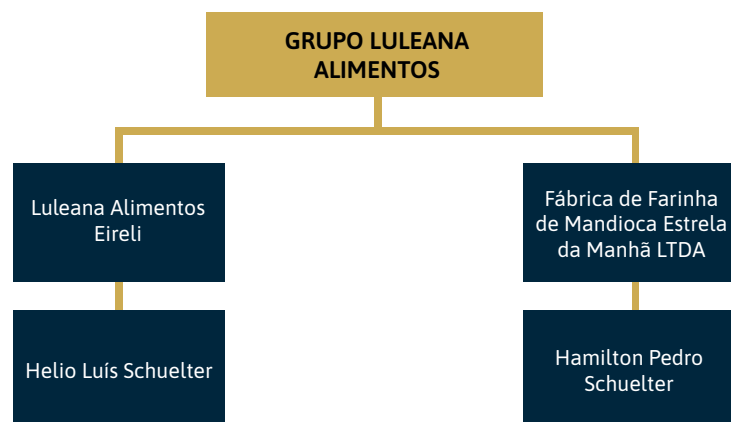 GRUPO LULEANA
ALIMENTOS
Luleana Alimentos
Eireli
Fábrica de Farinha
de Mandioca Estrela
da Manhã LTDA
Helio Luís Schuelter
Hamilton Pedro
Schuelter